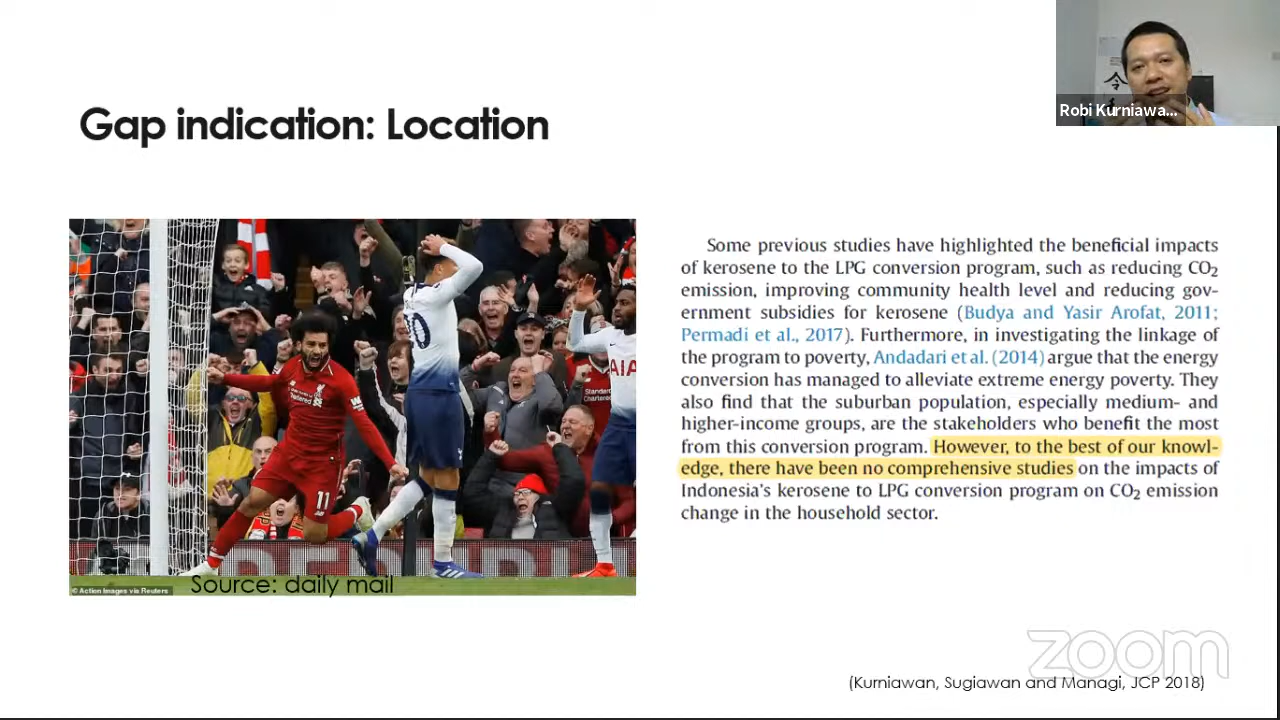 Robi Kurniawa...
Gap indication: Location
Some previous studies have highlighted the beneficial impacts
of kerosene to the LPG conversion program, such as reducing CO₂
emission, improving community health level and reducing gov-
ernment subsidies for kerosene (Budya and Yasir Arofat, 2011;
Permadi et al., 2017). Furthermore, in investigating the linkage of
the program to poverty, Andadari et al. (2014) argue that the energy
conversion has managed to alleviate extreme energy poverty. They
also find that the suburban population, especially medium- and
higher-income groups, are the stakeholders who benefit the most
from this conversion program. However, to the best of our knowl-
edge, there have been no comprehensive studies on the impacts of
Indonesia's kerosene to LPG conversion program on CO₂ emission
change in the household sector.
11
AIA
Standard
Chartered
© Action Images via Reuters
Source: daily mail
zoom
(Kurniawan, Sugiawan and Managi, JCP 2018)